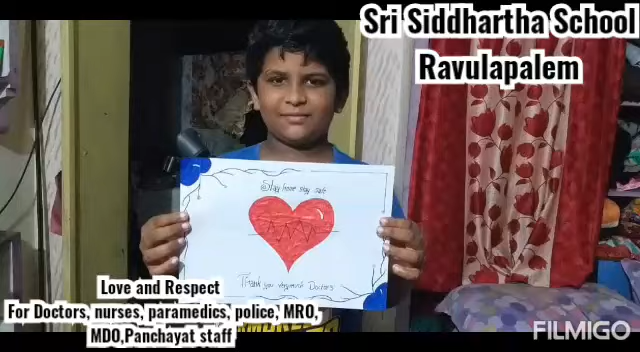 Sri Siddhartha School
Ravulapalem
Stay home stay safe
Thank you Doctors
Love and Respect
For Doctors, nurses, paramedics, police, MRO,
MDO,Panchayat staff
FILMIGO